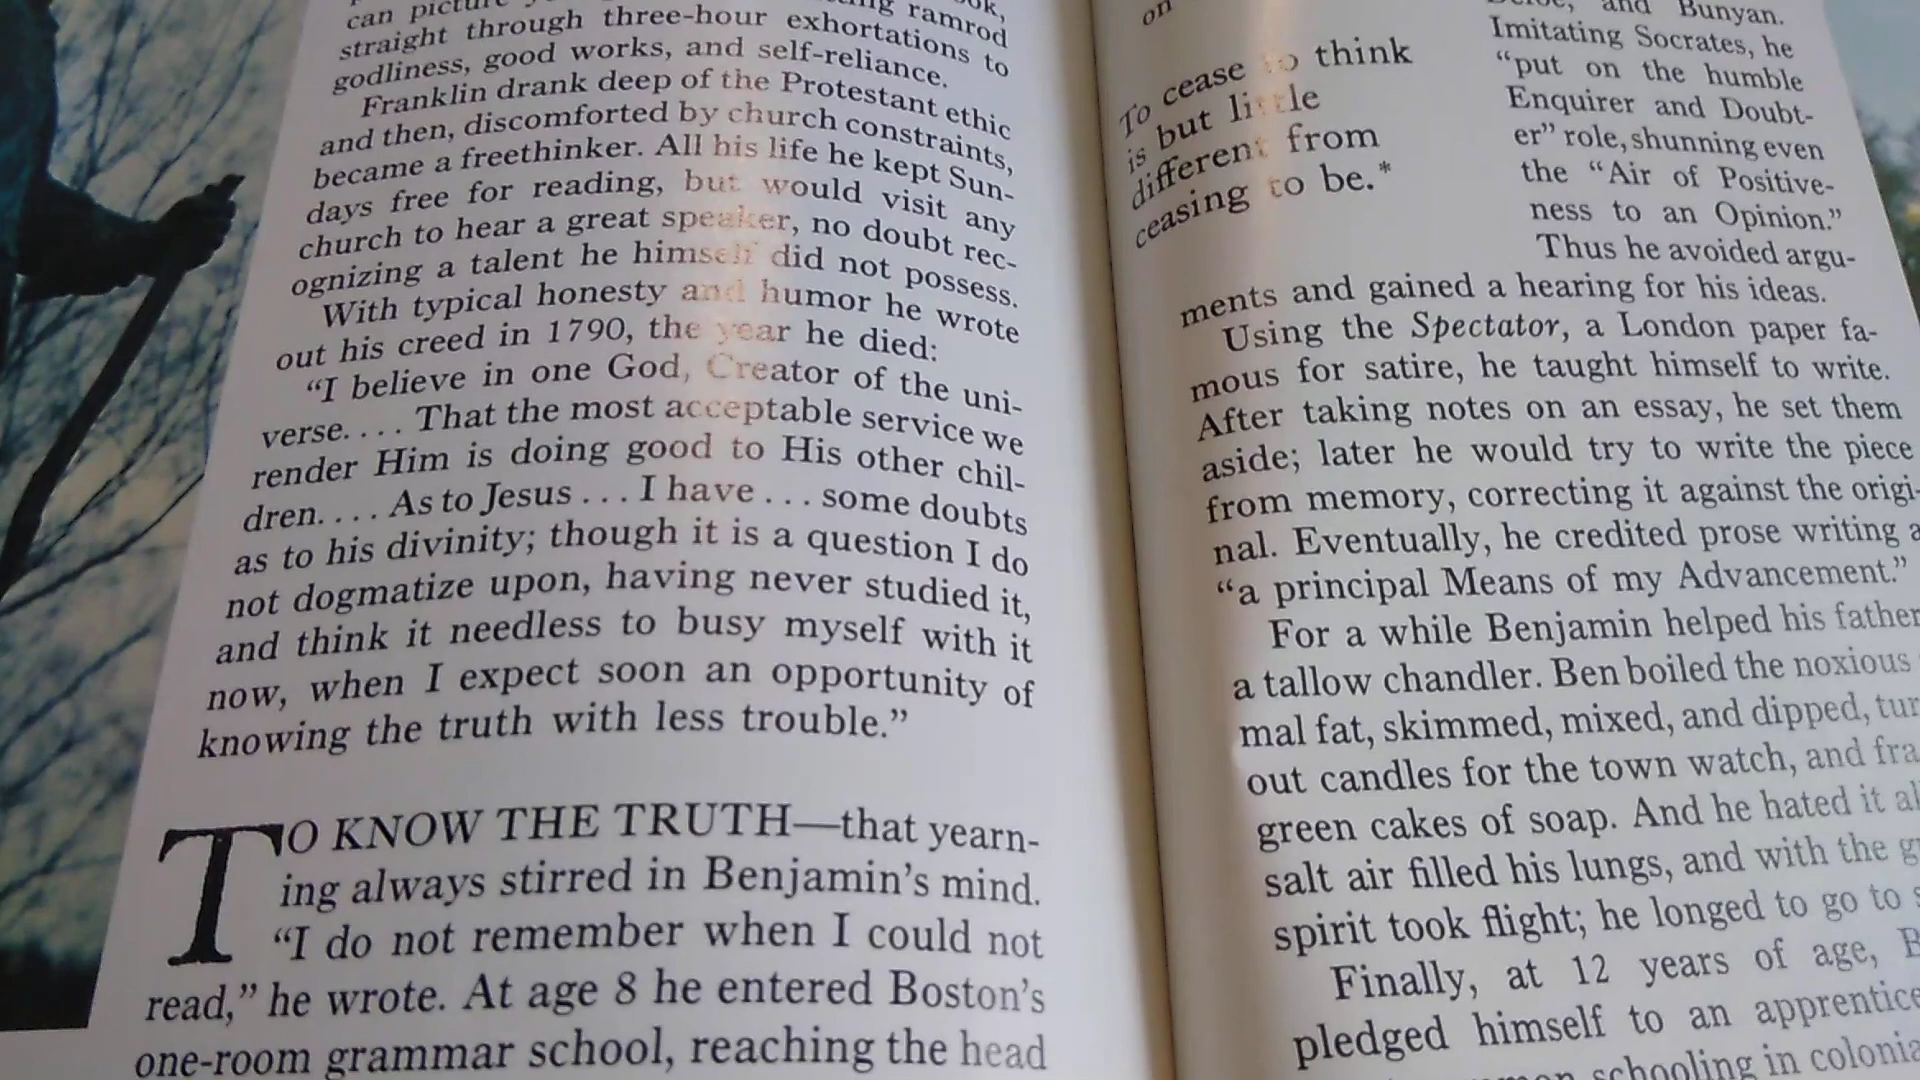 can
ramrod
straight through three-hour exhortations to
godliness, good works, and self-reliance.
Franklin drank deep of the Protestant ethic
and then, discomforted by church constraints,
became a freethinker. All his life he kept Sun-
days free for reading, but would visit any
church to hear a great speaker, no doubt rec-
ognizing a talent he himself did not possess.
With typical honesty and humor he wrote
out his creed in 1790, the year he died:
“I believe in one God, Creator of the uni-
verse. . . . That the most acceptable service we
render Him is doing good to His other chil-
dren. . . . As to Jesus . . . I have . . . some doubts
as to his divinity; though it is a question I do
not dogmatize upon, having never studied it,
and think it needless to busy myself with it
now, when I expect soon an opportunity of
knowing the truth with less trouble.”
TO KNOW THE TRUTH—that yearn-
ing always stirred in Benjamin’s mind.
“I do not remember when I could not
read,” he wrote. At age 8 he entered Boston’s
one-room grammar school, reaching the head
on
To cease to think
is but little
different from
ceasing to be.*
and Bunyan.
Imitating Socrates, he
“put on the humble
Enquirer and Doubt-
er” role, shunning even
the “Air of Positive-
ness to an Opinion.”
Thus he avoided argu-
ments and gained a hearing for his ideas.
Using the Spectator, a London paper fa-
mous for satire, he taught himself to write.
After taking notes on an essay, he set them
aside; later he would try to write the piece
from memory, correcting it against the origi-
nal. Eventually, he credited prose writing a
“a principal Means of my Advancement.”
For a while Benjamin helped his father
a tallow chandler. Ben boiled the noxious
mal fat, skimmed, mixed, and dipped, tur
out candles for the town watch, and fra
green cakes of soap. And he hated it al
salt air filled his lungs, and with the g
spirit took flight; he longed to go to s
Finally, at 12 years of age, B
pledged himself to an apprentice
schooling in colonia